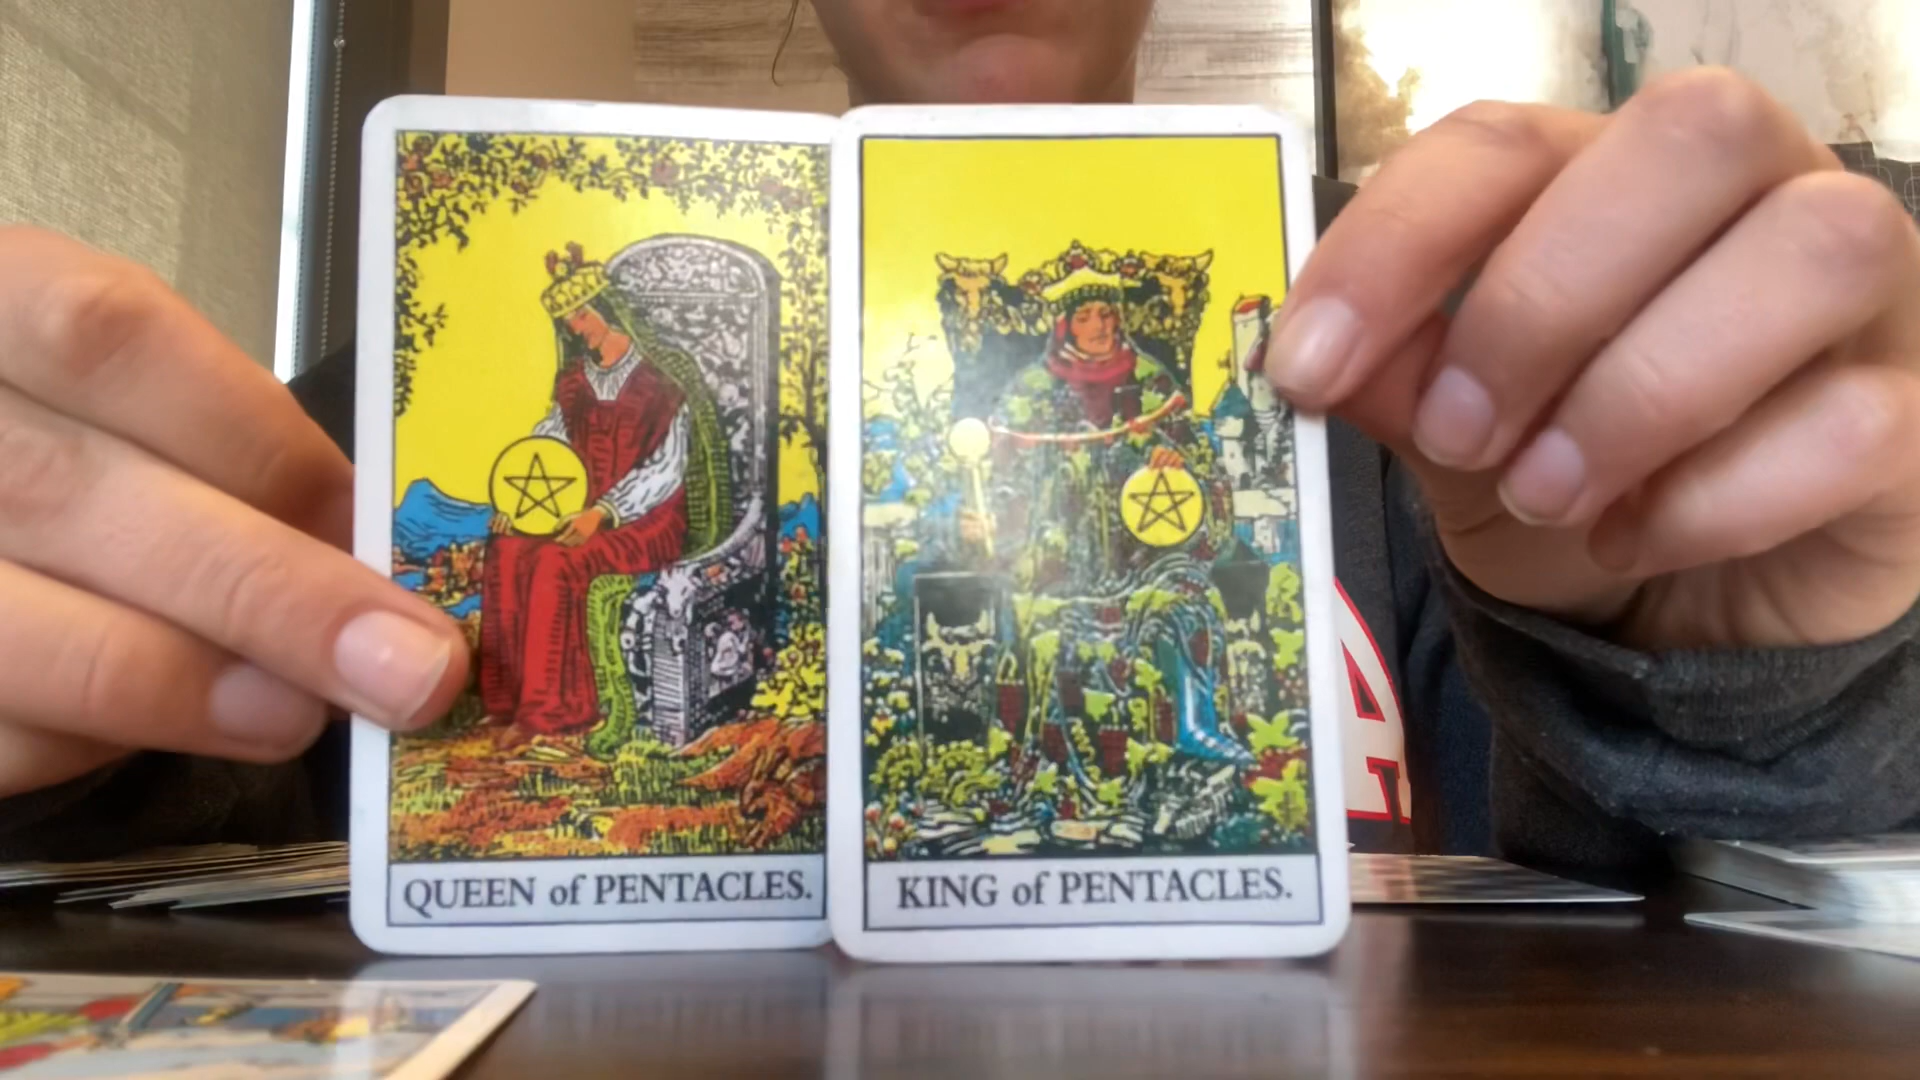 QUEEN of PENTACLES.
KING of PENTACLES.
A